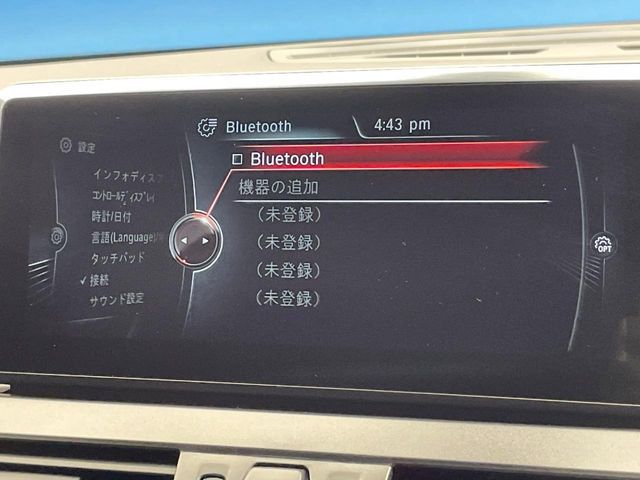 Bluetooth
4:43 pm
設定
インフォディスプ
コントロールディスプレイ
時計/日付
言語(Language)
タッチパッド
✓接続
サウンド設定
□ Bluetooth
機器の追加
(未登録)
(未登録)
(未登録)
(未登録)
OPT